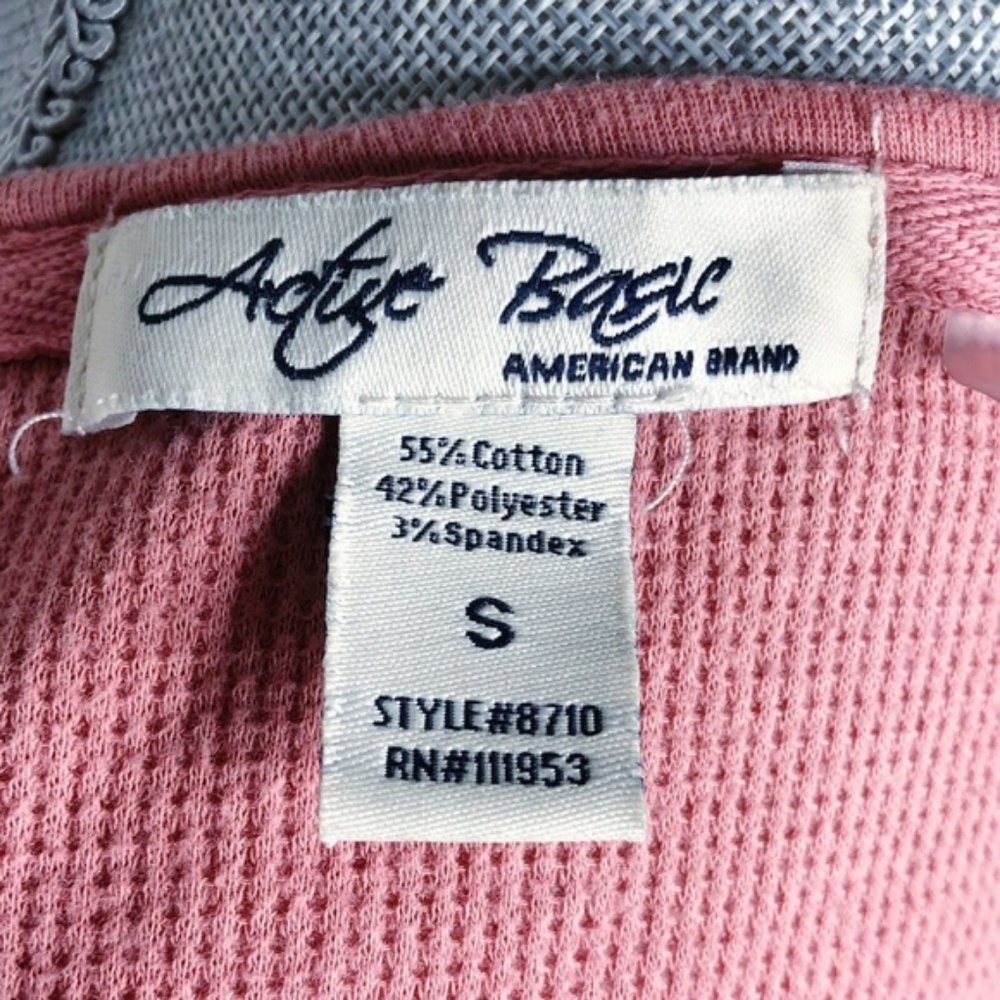 Active Basic
AMERICAN BRAND
55% Cotton
42% Polyester
3% Spandex
S
STYLE#8710
RN#111953